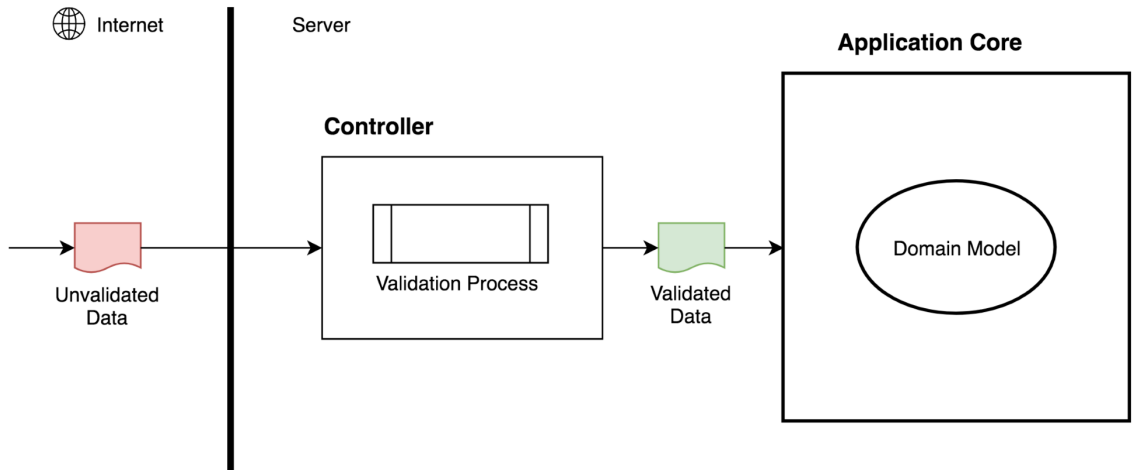 Internet
Server
Application Core
Controller
Domain Model
Validation Process
Unvalidated
Data
Validated
Data